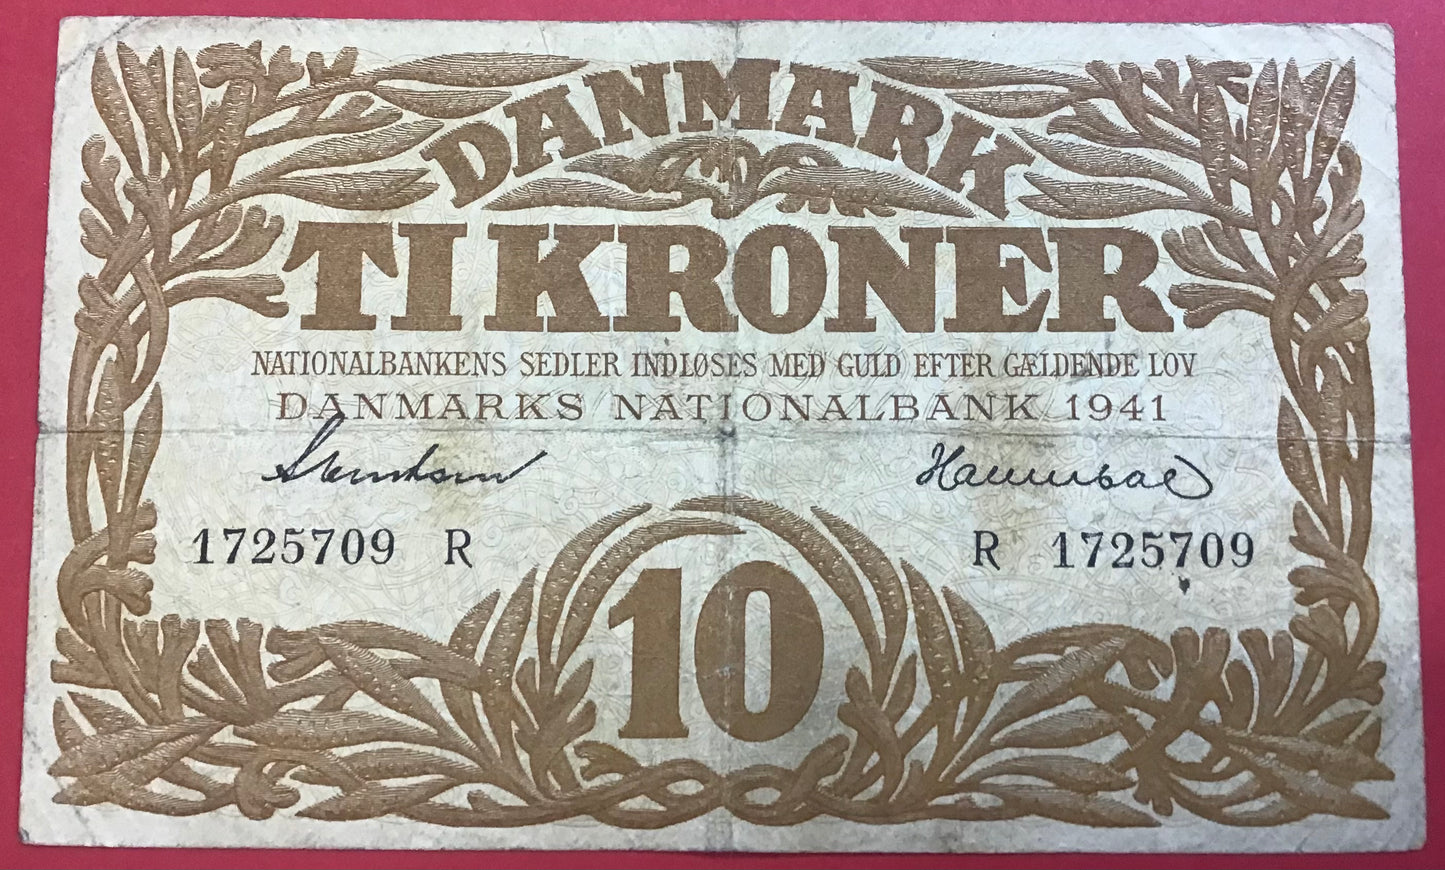 DANMARK
TI KRONER
NATIONALBANKENS SEDLER INDLØSES MED GULD EFTER GÆLDENDE LOV
DANMARKS NATIONALBANK 1941
1725709 R R 1725709
10